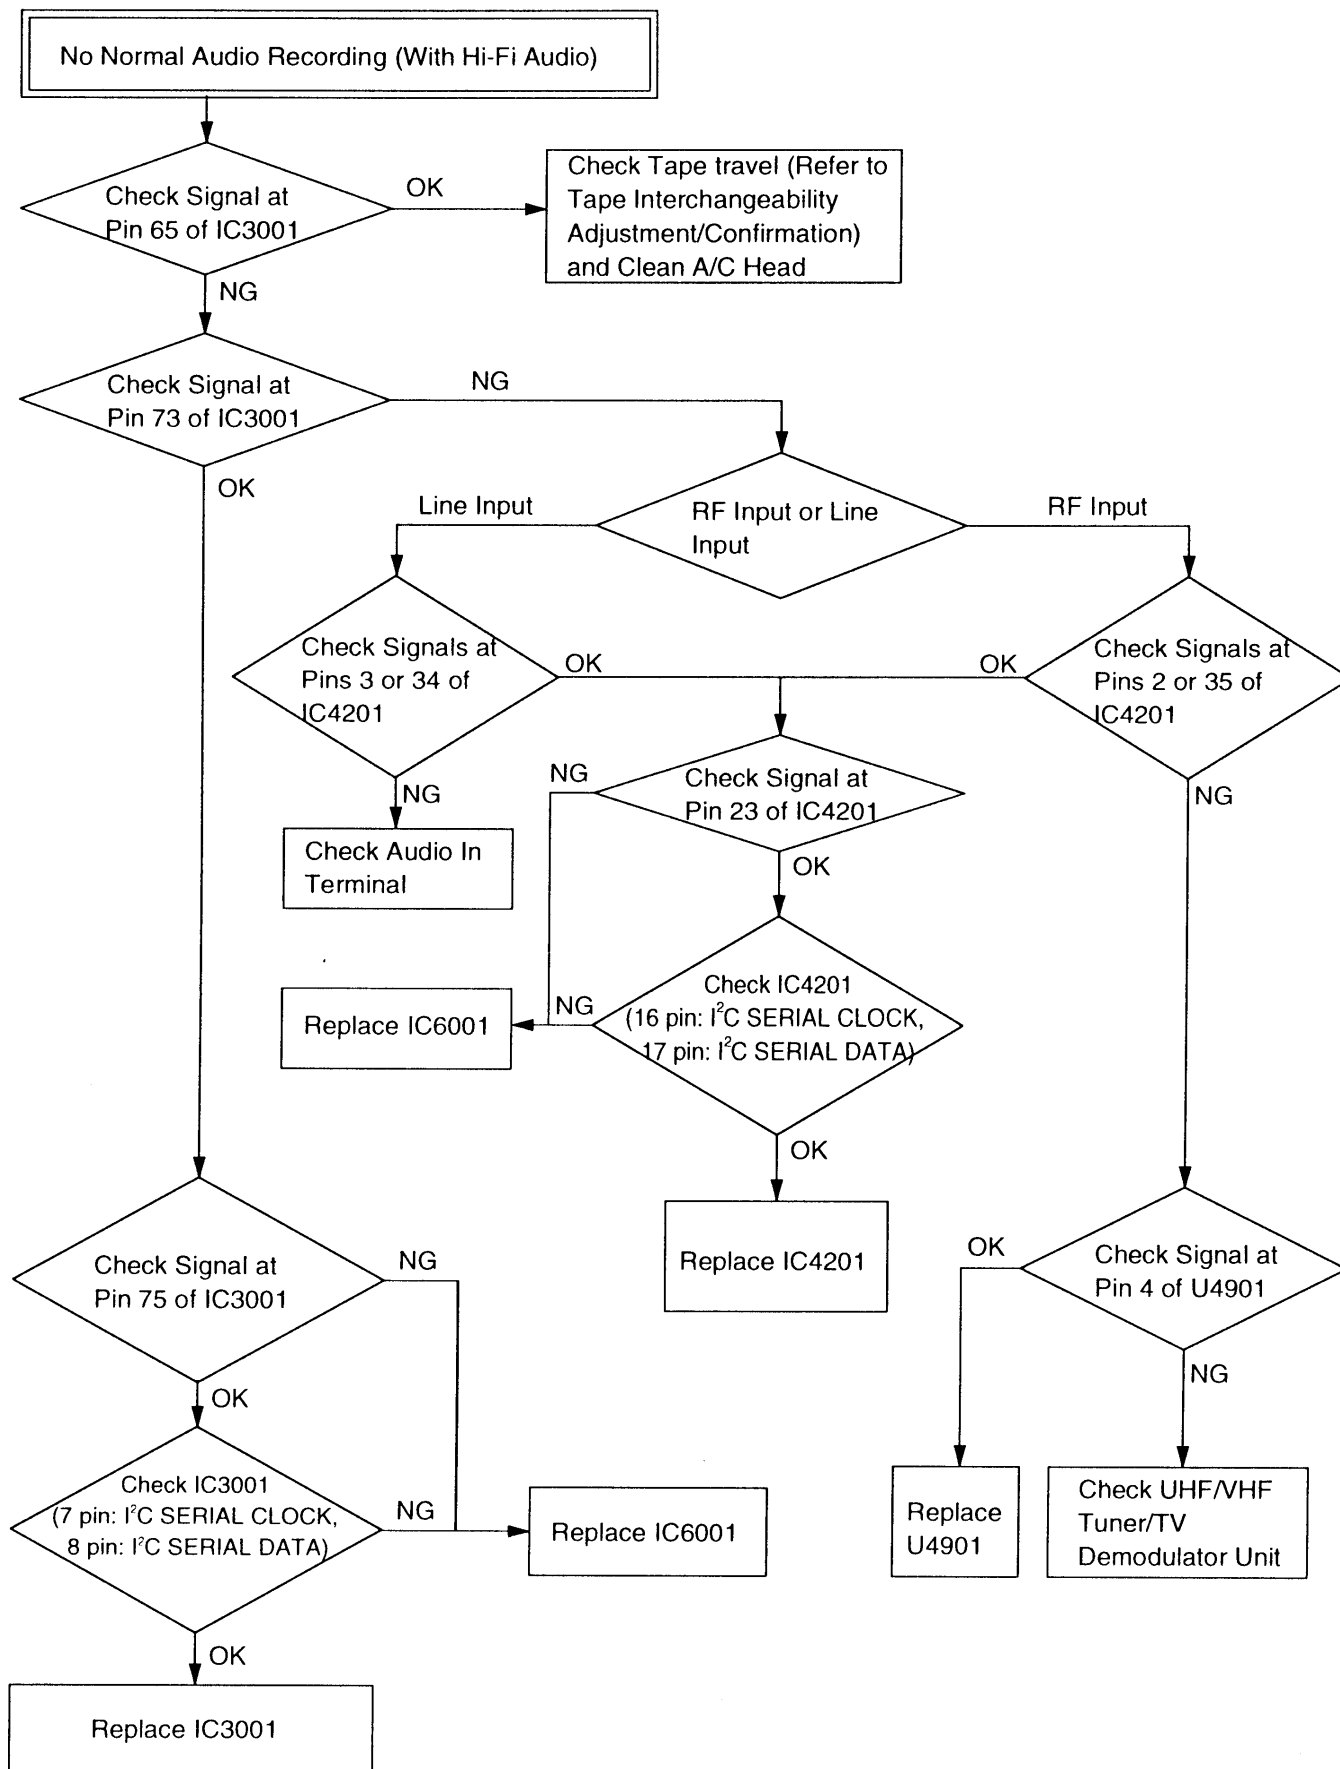 No Normal Audio Recording (With Hi-Fi Audio)
Check Signal at
Pin 65 of IC3001
OK
Check Tape travel (Refer to
Tape Interchangeability
Adjustment/Confirmation)
and Clean A/C Head
NG
Check Signal at
Pin 73 of IC3001
NG
OK
RF Input or Line
Input
Line Input
RF Input
Check Signals at
Pins 3 or 34 of
IC4201
OK
OK
Check Signals at
Pins 2 or 35 of
IC4201
NG
Check Audio In
Terminal
NG
Check Signal at
Pin 23 of IC4201
NG
OK
Check IC4201
(16 pin: I²C SERIAL CLOCK,
17 pin: I²C SERIAL DATA)
NG
Replace IC6001
OK
Replace IC4201
Check Signal at
Pin 75 of IC3001
NG
OK
Check IC3001
(7 pin: I²C SERIAL CLOCK,
8 pin: I²C SERIAL DATA)
NG
Replace IC6001
OK
Replace IC3001
OK
Check Signal at
Pin 4 of U4901
NG
Replace
U4901
Check UHF/VHF
Tuner/TV
Demodulator Unit